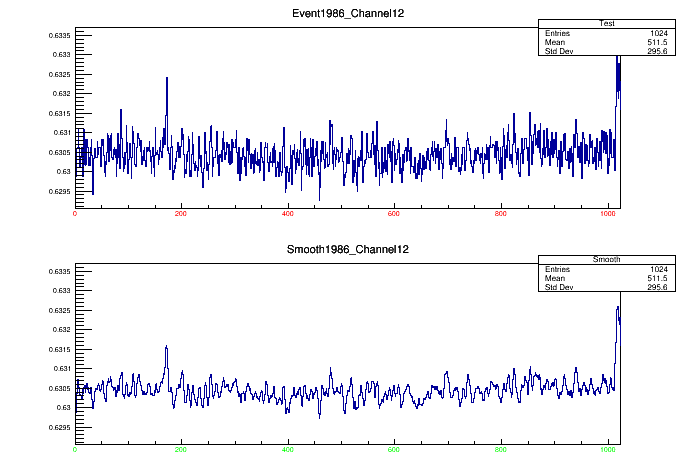 Event1986_Channel12
Test
Entries 1024
Mean 511.5
Std Dev 295.6
0.6335
0.633
0.6325
0.632
0.6315
0.631
0.6305
0.63
0.6295
0 200 400 600 800 1000
Smooth1986_Channel12
Smooth
Entries 1024
Mean 511.5
Std Dev 295.6
0.6335
0.633
0.6325
0.632
0.6315
0.631
0.6305
0.63
0.6295
0 200 400 600 800 1000